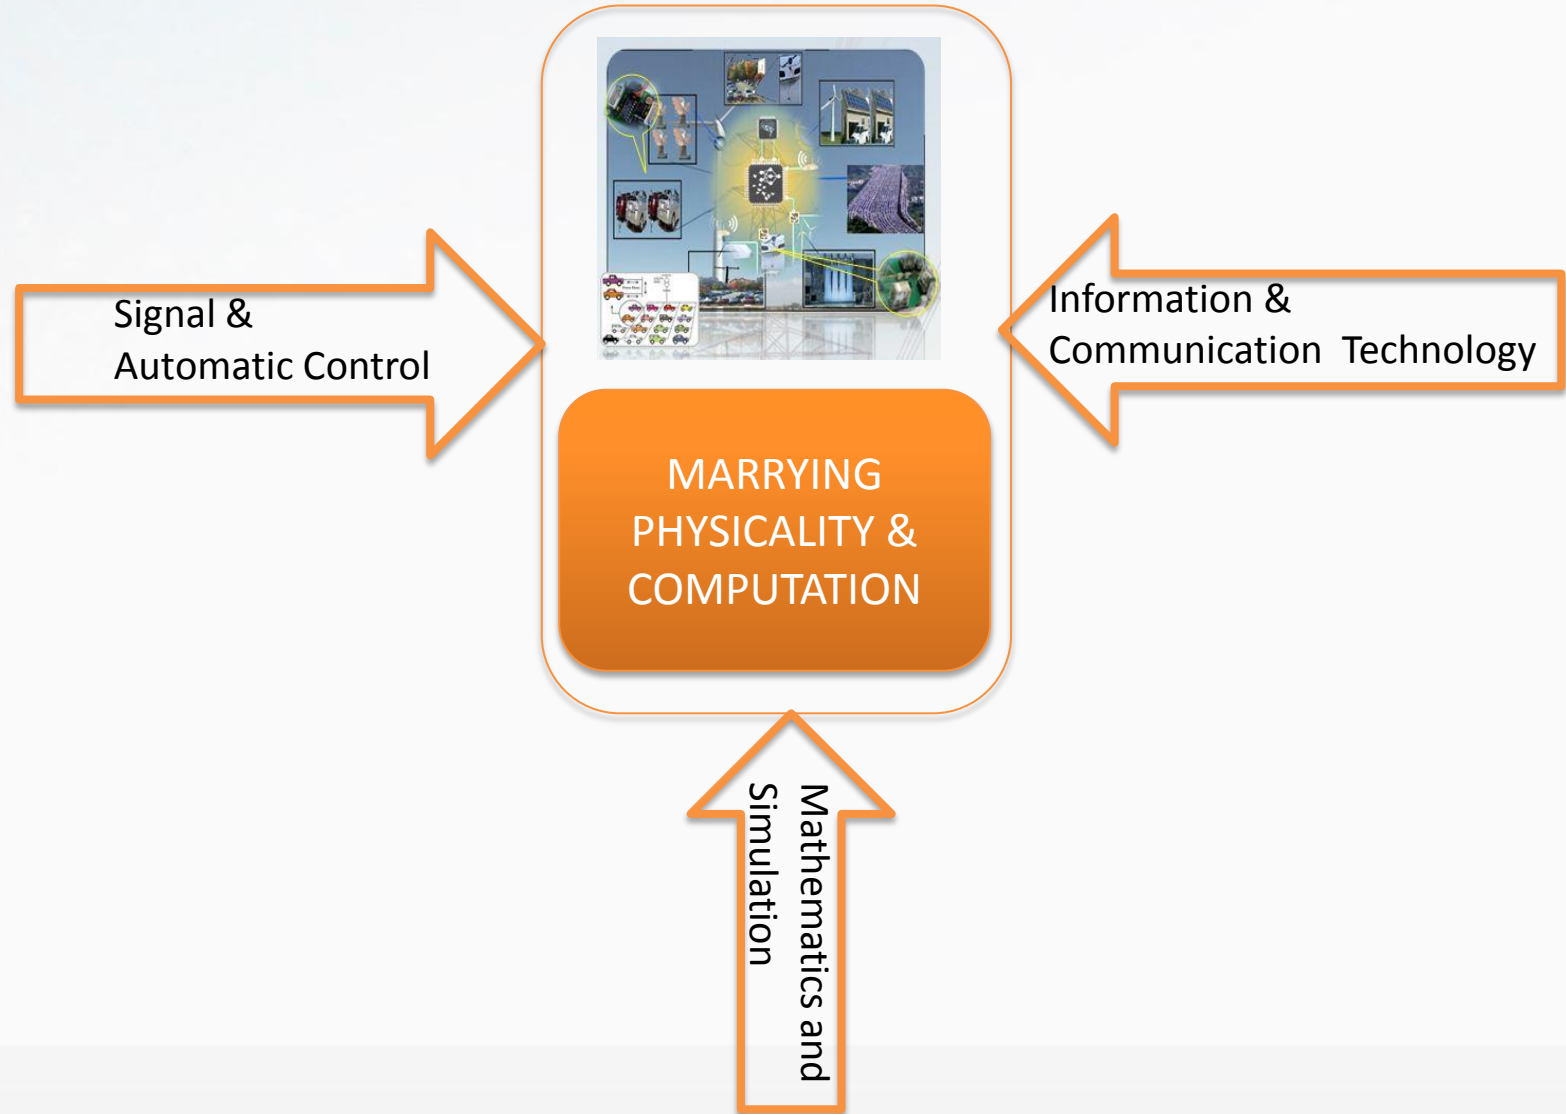 Signal &
Automatic Control
Information &
Communication  Technology
MARRYING
PHYSICALITY &
COMPUTATION
Mathematics and
Simulation